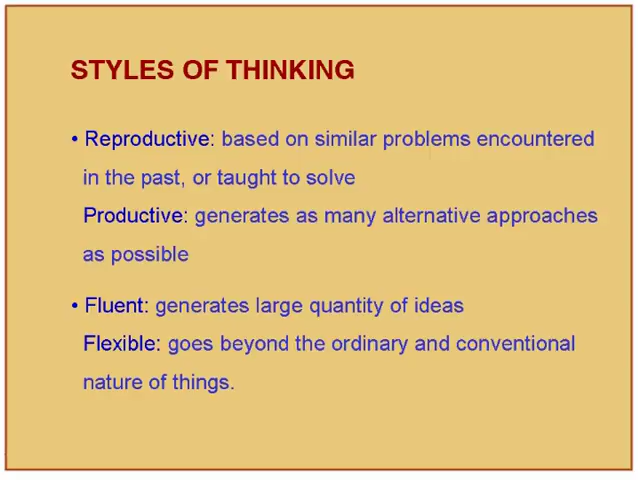 STYLES OF THINKING
• Reproductive: based on similar problems encountered
in the past, or taught to solve
Productive: generates as many alternative approaches
as possible
• Fluent: generates large quantity of ideas
Flexible: goes beyond the ordinary and conventional
nature of things.